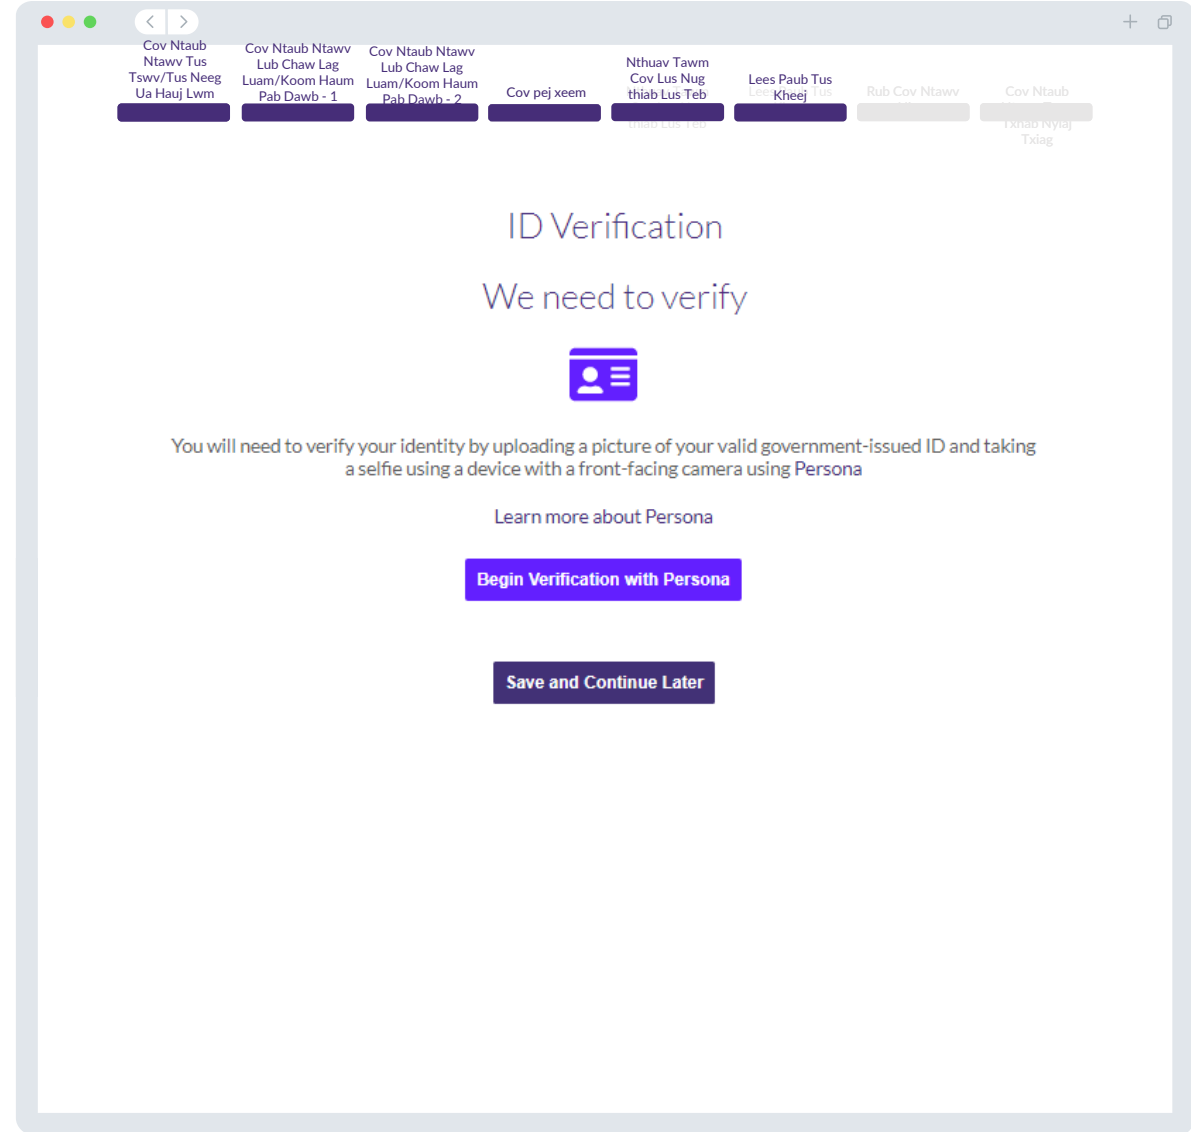 Cov Ntaub
Ntawv Tus
Tswv/Tus Neeg
Ua Hauj Lwm
Cov Ntaub Ntawv
Lub Chaw Lag
Luam/Koom Haum
Pab Dawb - 1
Cov Ntaub Ntawv
Lub Chaw Lag
Luam/Koom Haum
Pab Dawb - 2
Cov pej xeem
Nthuav Tawm
Cov Lus Nug
thiab Lus Teb
thiab Lus Teb
Lees Paub Tus
Kheej
Rub Cov Ntawv
Cov Ntaub
Txhab Nyiaj
Txiag
ID Verification
We need to verify
You will need to verify your identity by uploading a picture of your valid government-issued ID and taking
a selfie using a device with a front-facing camera using Persona
Learn more about Persona
Begin Verification with Persona
Save and Continue Later